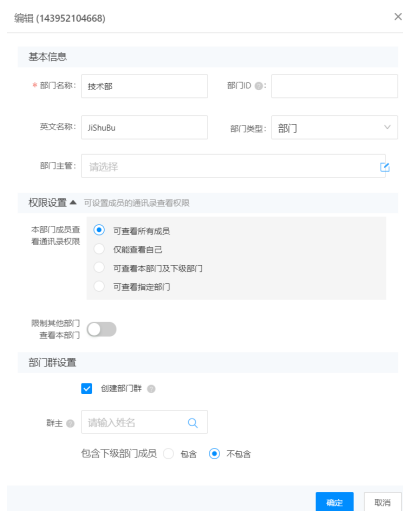 编辑 (143952104668)
基本信息
* 部门名称: 技术部 部门ID : 
英文名称: JiShuBu 部门类型: 部门
部门主管: 请选择
权限设置 可设置成员的通讯录查看权限
本部门成员查看通讯录权限
可查看所有成员
仅能查看自己
可查看本部门及下级部门
可查看指定部门
限制其他部门
查看本部门
部门群设置
创建部门群
群主 请输入姓名
包含下级部门成员 包含 不包含
确定 取消